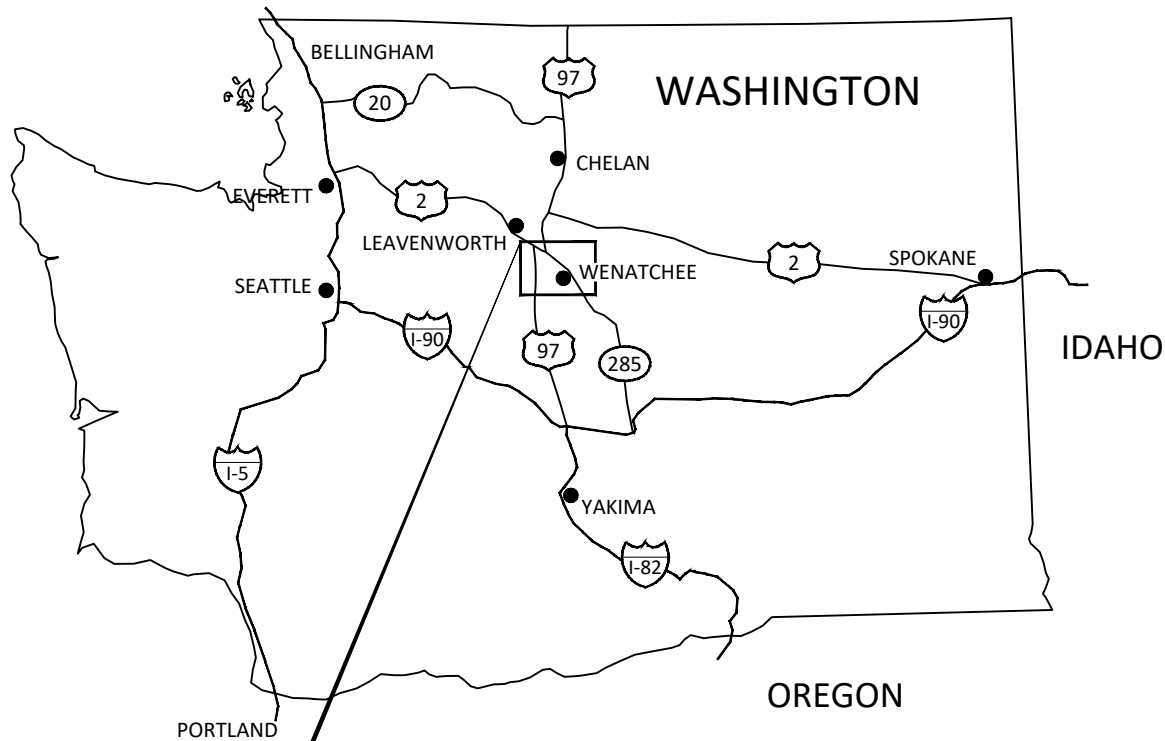 BELLINGHAM
97
WASHINGTON
20
CHELAN
EVERETT
2
LEAVENWORTH
2
SPOKANE
WENATCHEE
SEATTLE
I-90
I-90
IDAHO
97
285
I-5
YAKIMA
I-82
OREGON
PORTLAND